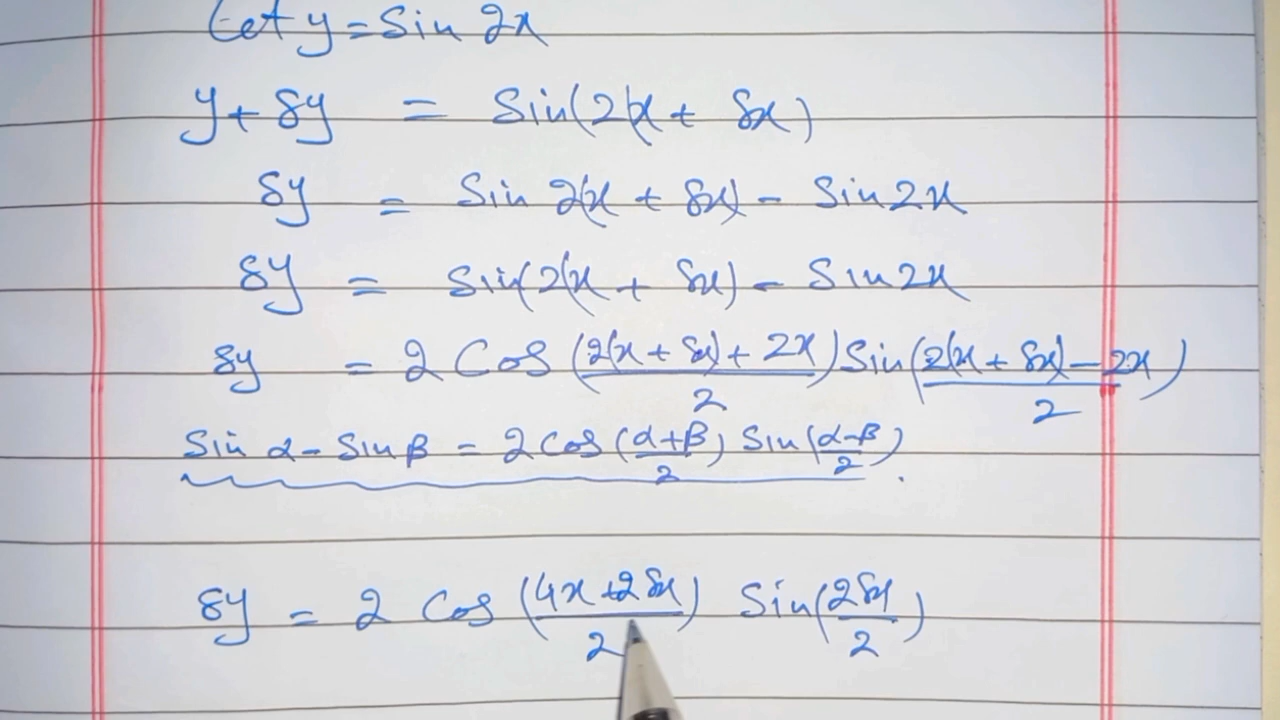 Let y = Sin 2x
y + δy = Sin(2(x + δx)
δy = Sin 2(x + δx) - Sin 2x
δy = Sin(2(x + δx) - Sin 2x
δy = 2 Cos (2(x + δx) + 2x / 2) Sin(2(x + δx) - 2x / 2)
Sin α - Sin β = 2 Cos (α+β / 2) Sin (α-β / 2).
δy = 2 Cos (4x + 2δx / 2) Sin(2δx / 2)